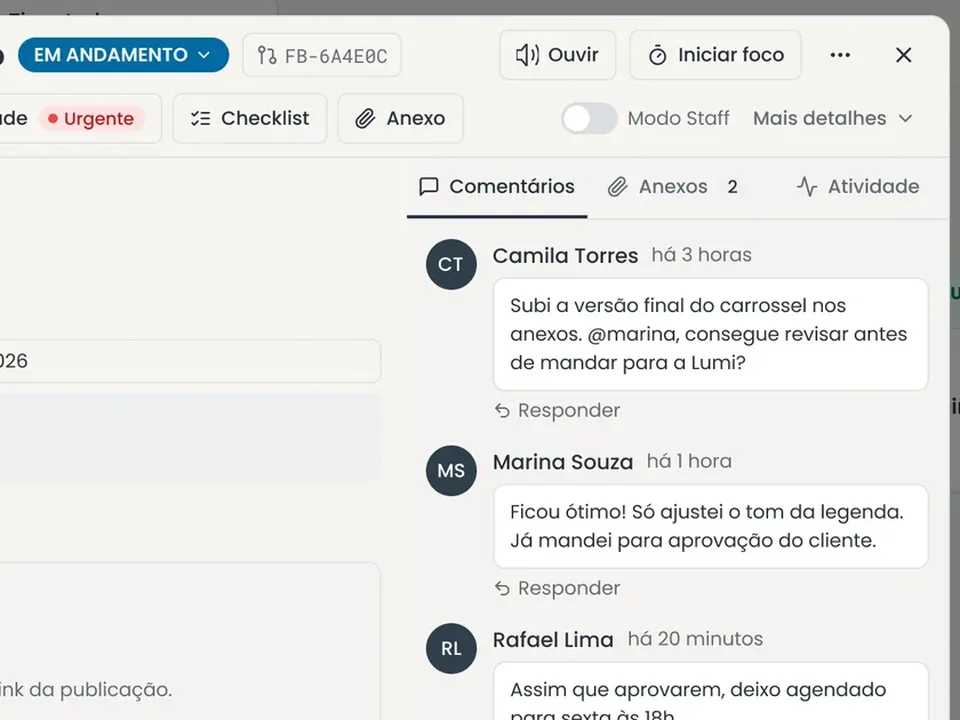 EM ANDAMENTO
FB-6A4E0C
Ouvir
Iniciar foco
de
Urgente
Checklist
Anexo
Modo Staff
Mais detalhes
Comentários
Anexos 2
Atividade
CT
Camila Torres há 3 horas
Subi a versão final do carrossel nos
anexos. @marina, consegue revisar antes
de mandar para a Lumi?
Responder
026
MS
Marina Souza há 1 hora
Ficou ótimo! Só ajustei o tom da legenda.
Já mandei para aprovação do cliente.
Responder
RL
Rafael Lima há 20 minutos
Assim que aprovarem, deixo agendado
para sexta às 18h
ink da publicação.